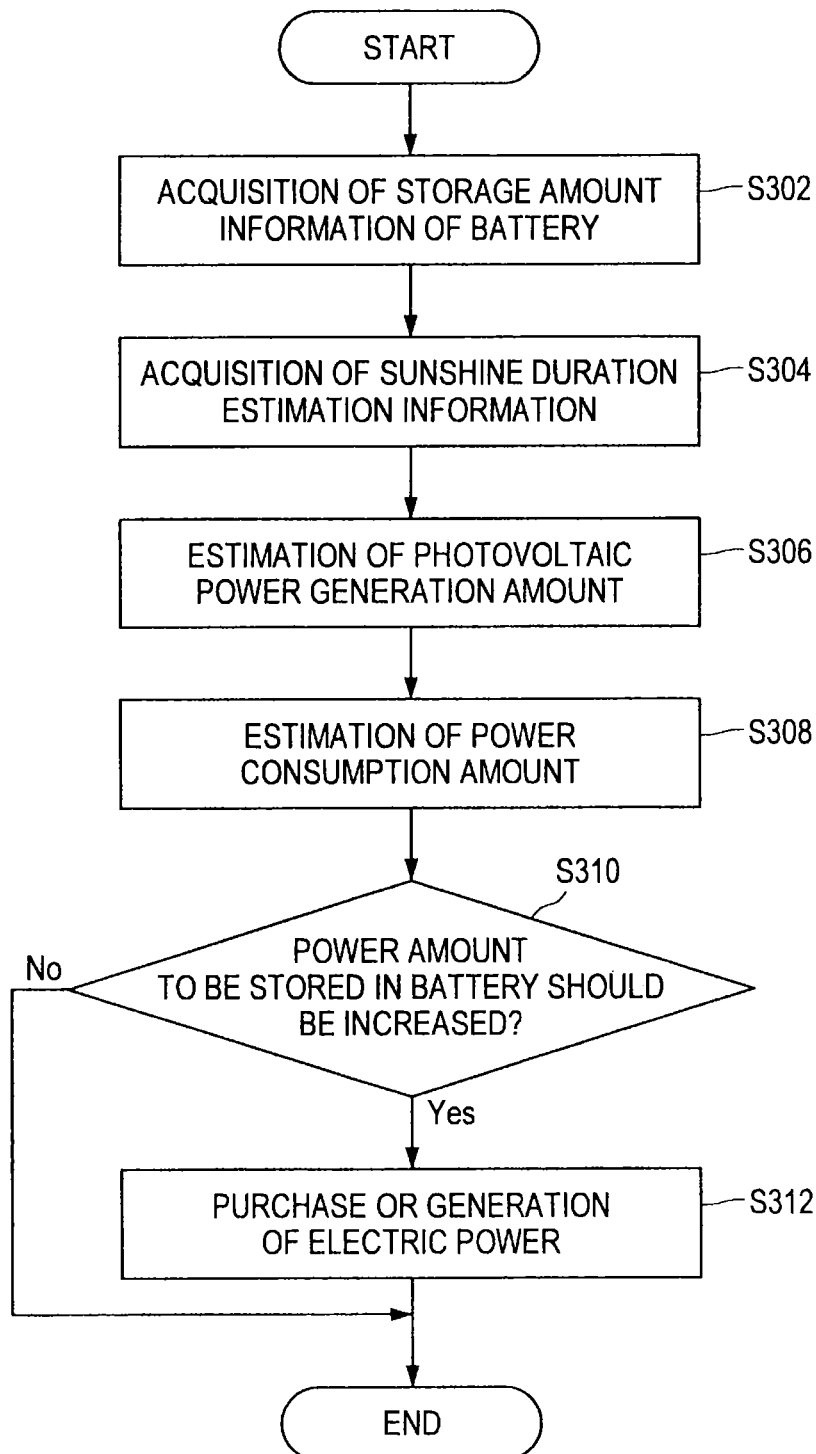 START
ACQUISITION OF STORAGE AMOUNT
INFORMATION OF BATTERY
S302
ACQUISITION OF SUNSHINE DURATION
ESTIMATION INFORMATION
S304
ESTIMATION OF PHOTOVOLTAIC
POWER GENERATION AMOUNT
S306
ESTIMATION OF POWER
CONSUMPTION AMOUNT
S308
S310
POWER AMOUNT
TO BE STORED IN BATTERY SHOULD
BE INCREASED?
No
Yes
PURCHASE OR GENERATION
OF ELECTRIC POWER
S312
END